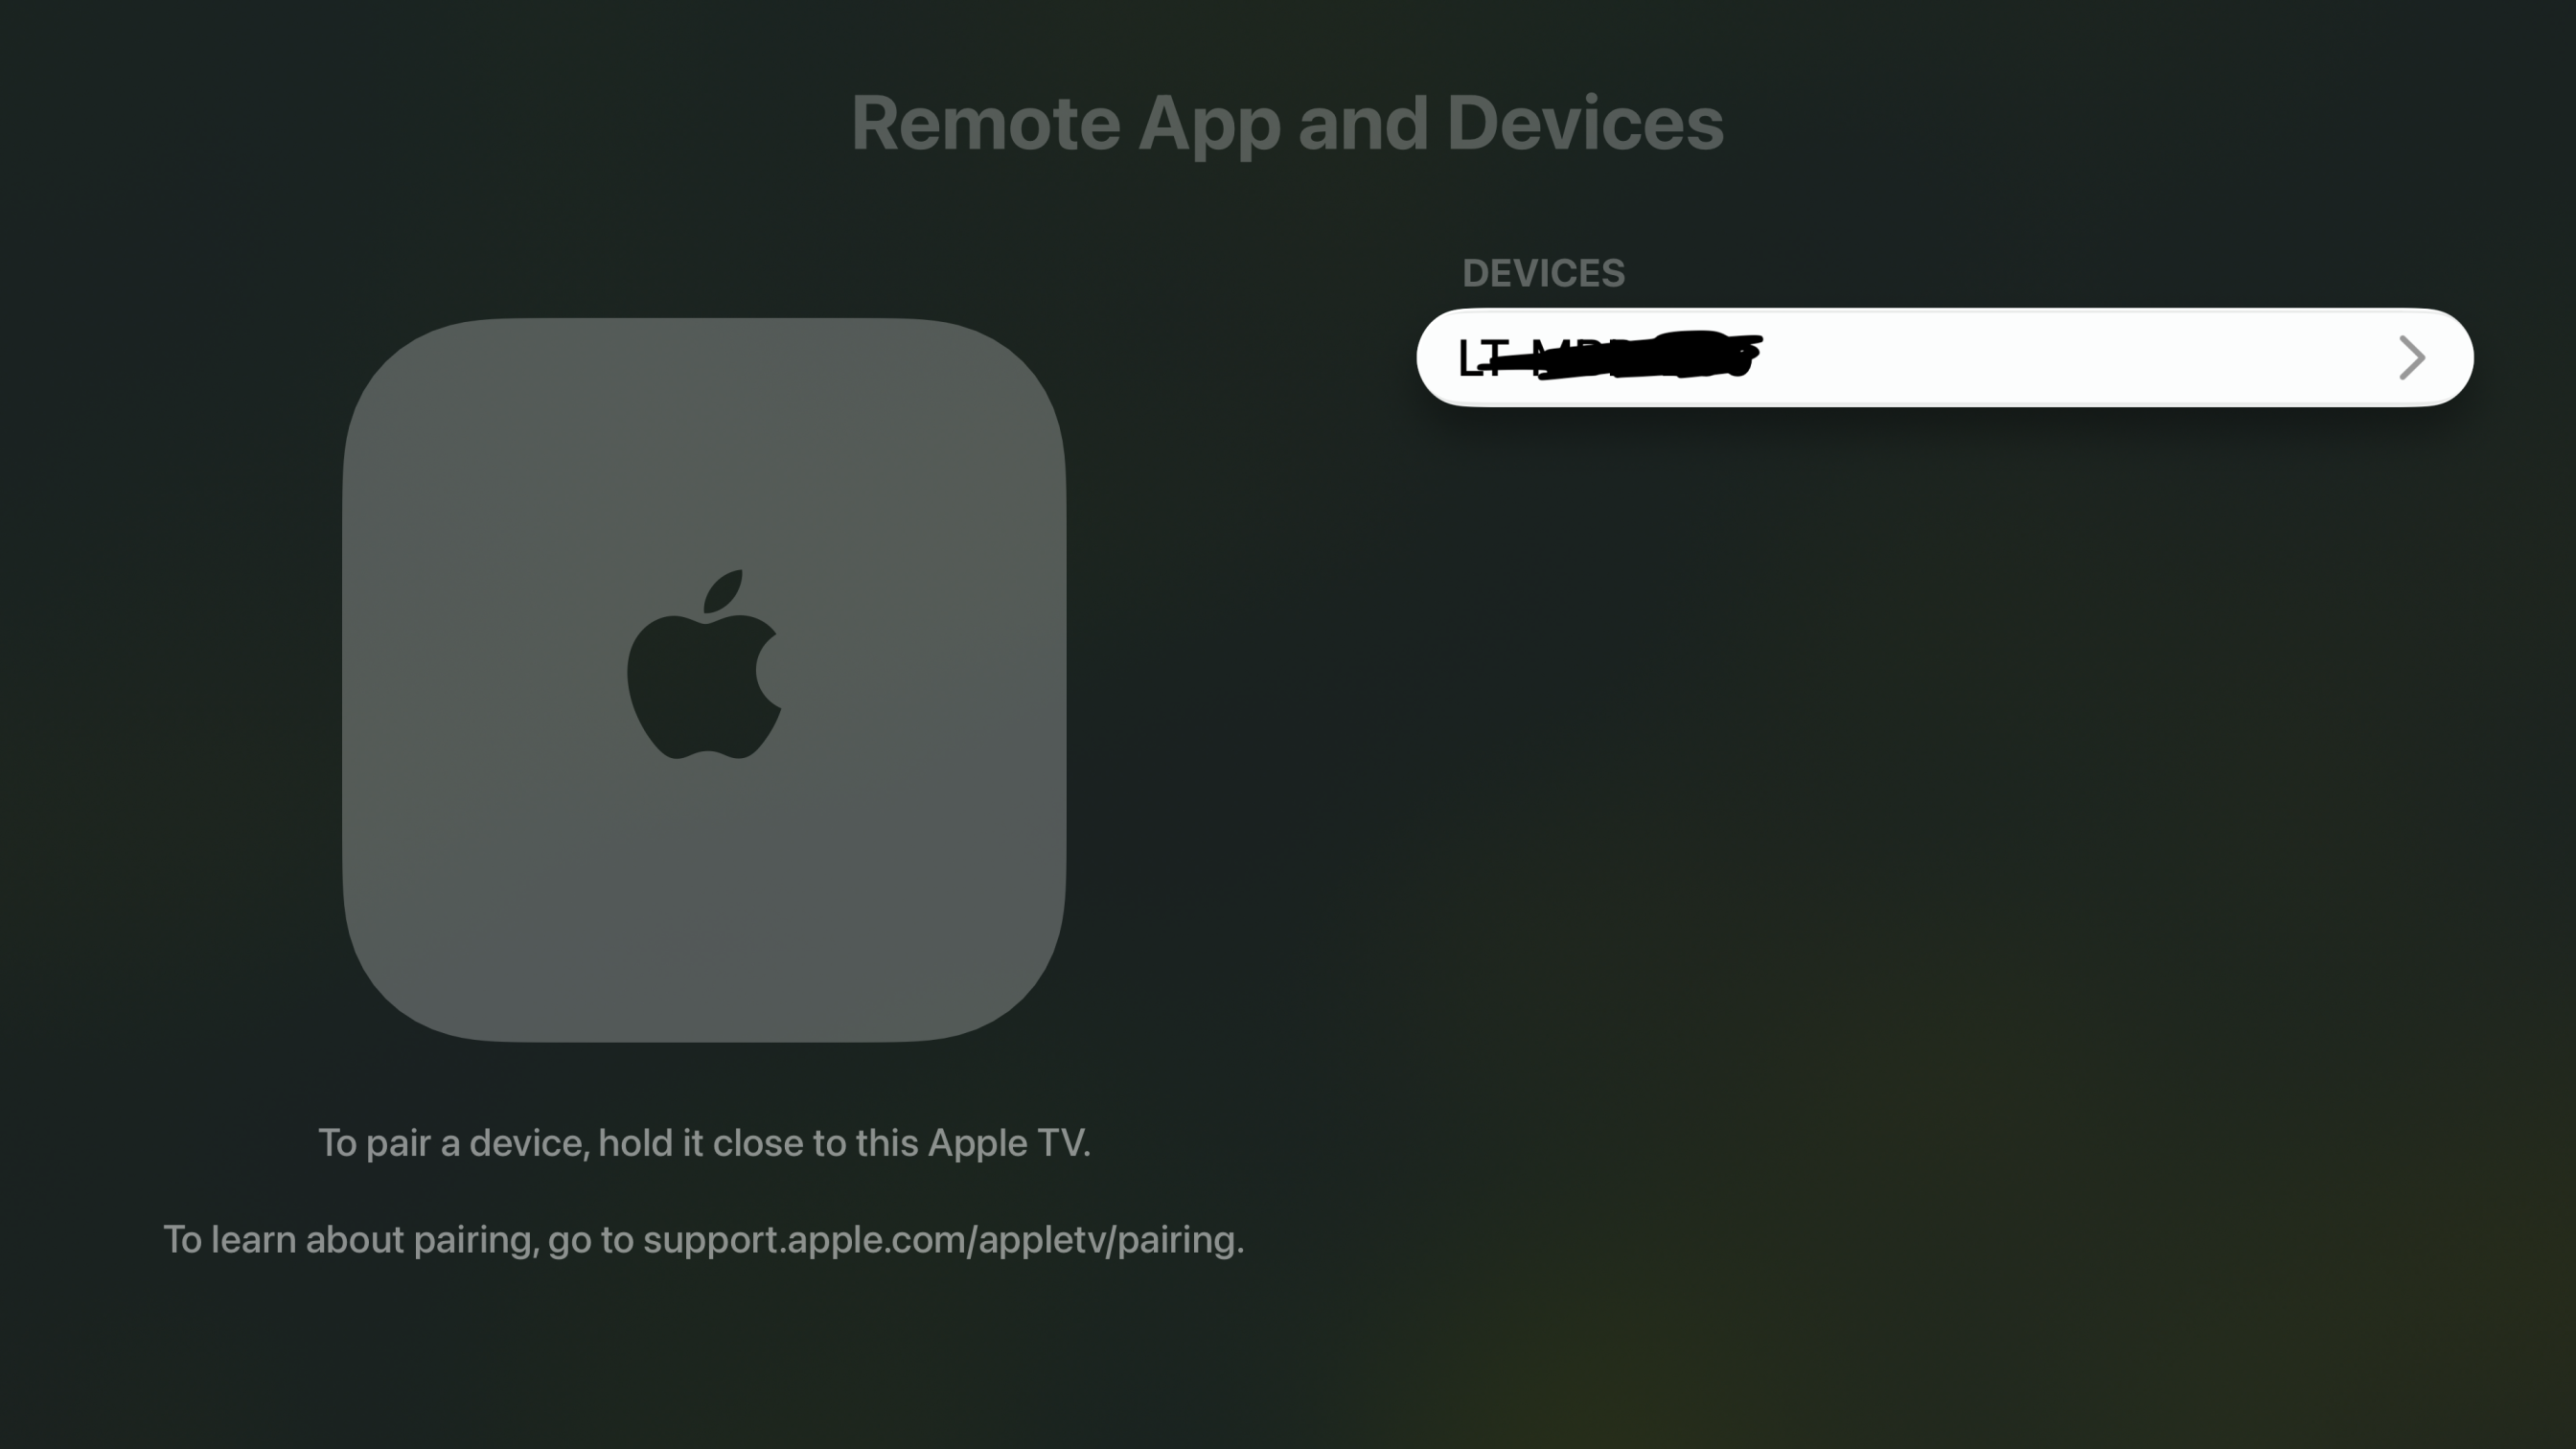 Remote App and Devices
DEVICES
LT
To pair a device, hold it close to this Apple TV.
To learn about pairing, go to support.apple.com/appletv/pairing.